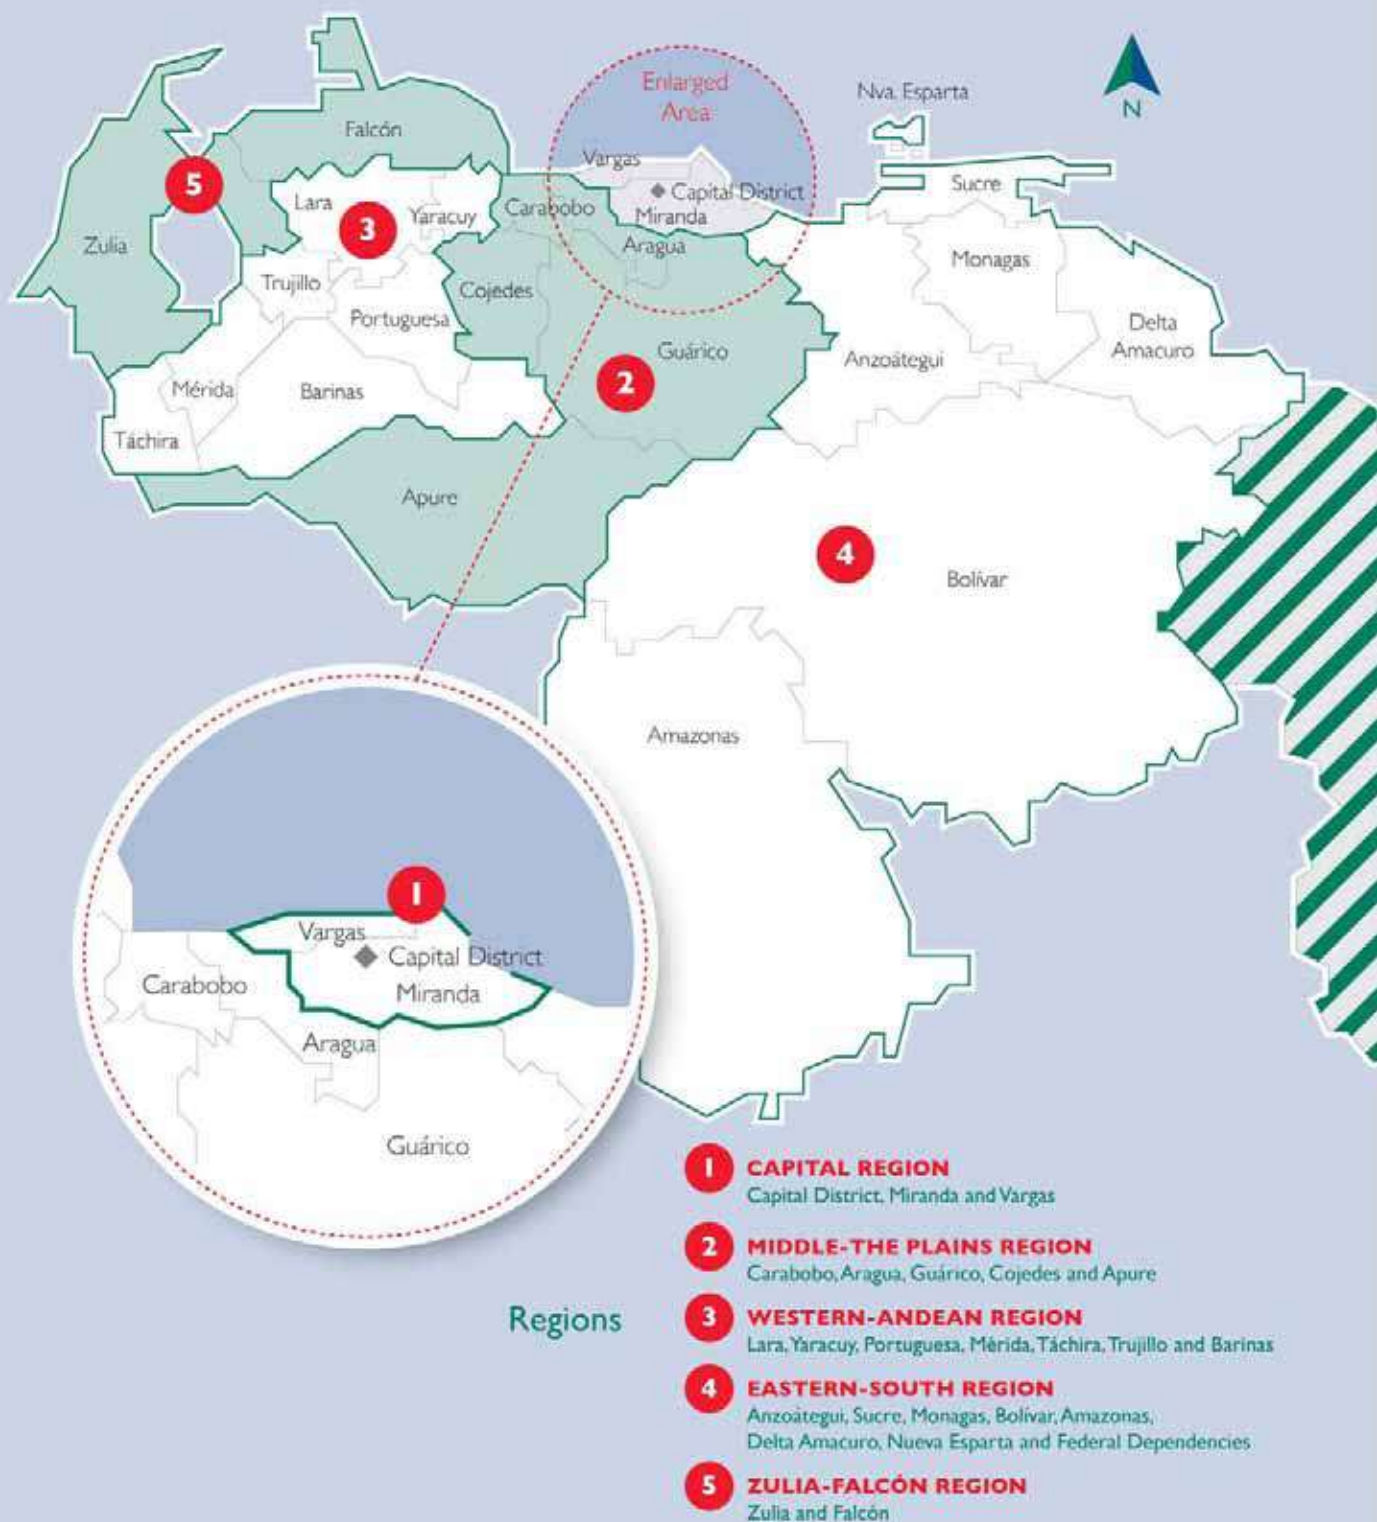 Enlarged
Area
Nva. Esparta
N
Falcón
Vargas
Capital District
Sucre
5
Lara
Yaracuy
Carabobo
Miranda
3
Zulia
Aragua
Monagas
Trujillo
Cojedes
Portuguesa
Guárico
Anzoátegui
Delta
Amacuro
2
Mérida
Barinas
Táchira
Apure
4
Bolívar
Amazonas
1
Vargas
Capital District
Carabobo
Miranda
Aragua
Guárico
Regions
1 CAPITAL REGION
Capital District, Miranda and Vargas
2 MIDDLE-THE PLAINS REGION
Carabobo, Aragua, Guárico, Cojedes and Apure
3 WESTERN-ANDEAN REGION
Lara, Yaracuy, Portuguesa, Mérida, Táchira, Trujillo and Barinas
4 EASTERN-SOUTH REGION
Anzoátegui, Sucre, Monagas, Bolívar, Amazonas,
Delta Amacuro, Nueva Esparta and Federal Dependencies
5 ZULIA-FALCÓN REGION
Zulia and Falcón